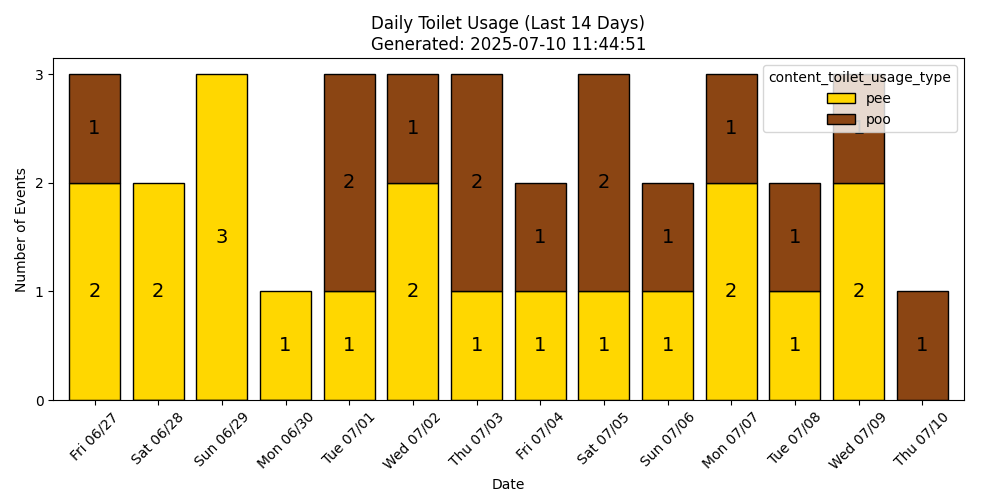 Daily Toilet Usage (Last 14 Days)
Generated: 2025-07-10 11:44:51
content_toilet_usage_type
pee
poo
Number of Events
3
2
1
0
1 2 1 2 2 1 1
1 1 1 1
2 2 3 1 1 2 1 1 1 1 2 1 2 1
Fri 06/27
Sat 06/28
Sun 06/29
Mon 06/30
Tue 07/01
Wed 07/02
Thu 07/03
Fri 07/04
Sat 07/05
Sun 07/06
Mon 07/07
Tue 07/08
Wed 07/09
Thu 07/10
Date